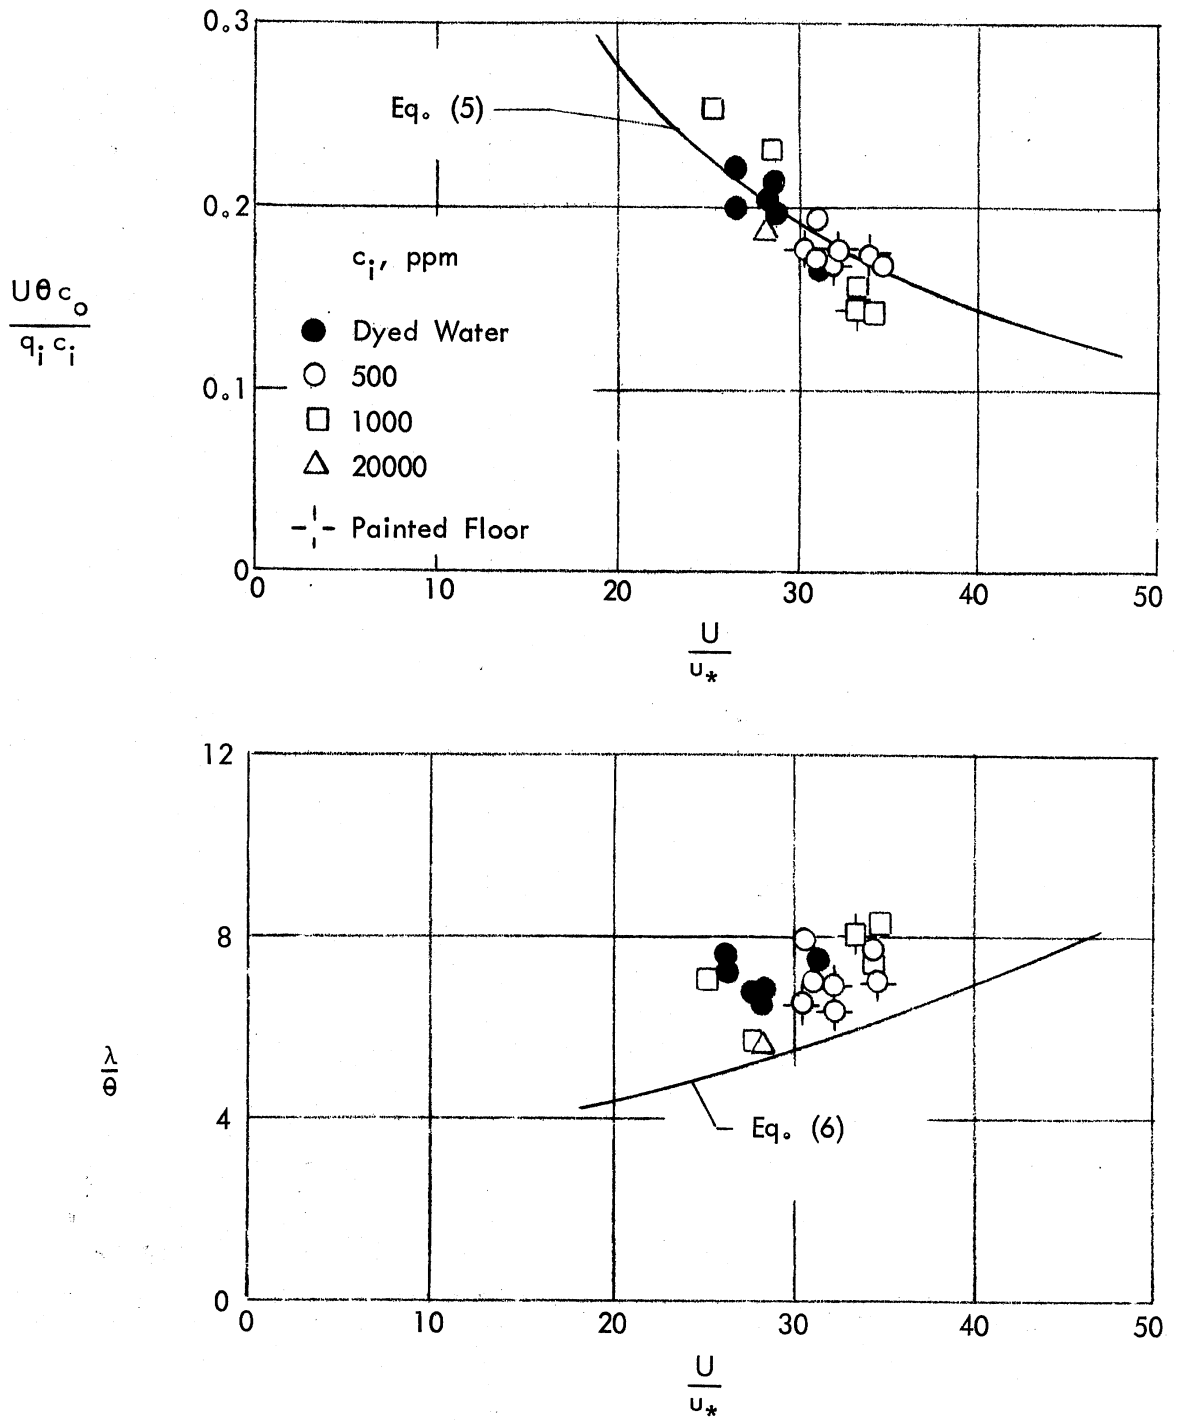 0.3
Eq. (5)
0.2
c_i, ppm
Uθc_o
q_i c_i
Dyed Water
0.1
500
1000
20000
Painted Floor
0
0 10 20 30 40 50
U
u_*
12
8
λ
θ
4
Eq. (6)
0
0 10 20 30 40 50
U
u_*